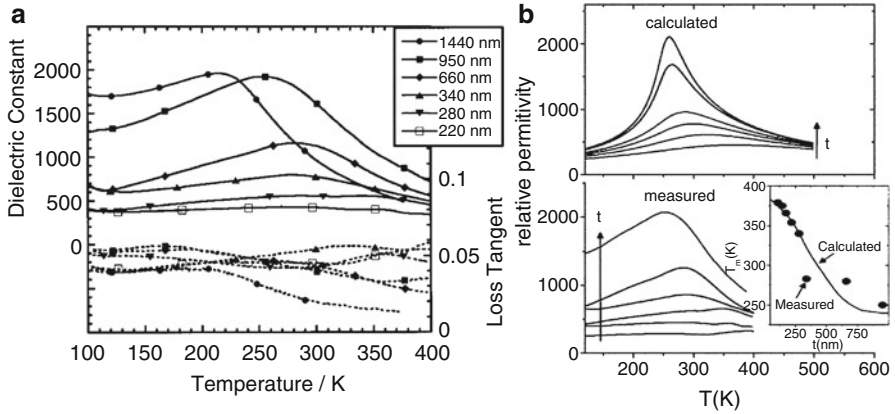 a
Dielectric Constant
2000
1500
1000
500
0
1440 nm
950 nm
660 nm
340 nm
280 nm
220 nm
0.1
0.05
0
Loss Tangent
100 150 200 250 300 350 400
Temperature / K
b
relative permitivity
calculated
2000
1000
0
t
measured
t
2000
1000
500
0
400
350
300
250
T_m(K)
Calculated
Measured
250 500 750
t(nm)
200 300 400 500 600
T(K)